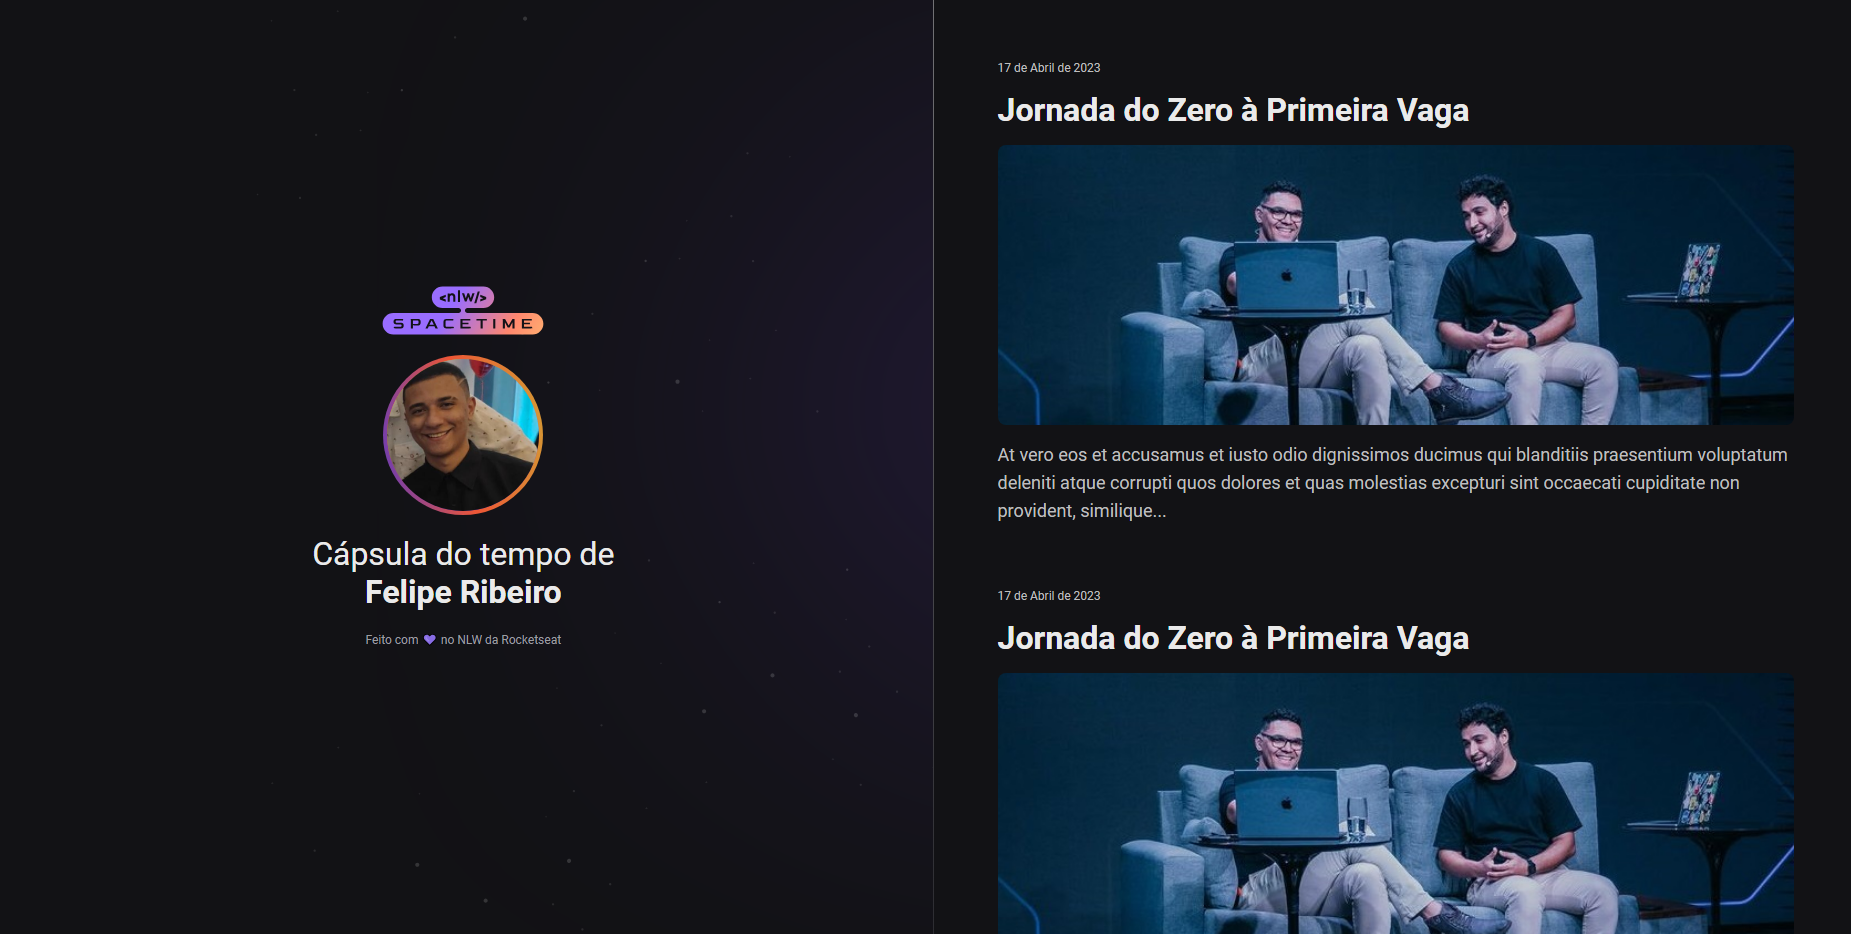 <nlw/>
SPACETIME
Cápsula do tempo de
Felipe Ribeiro
Feito com 💜 no NLW da Rocketseat
17 de Abril de 2023
Jornada do Zero à Primeira Vaga
At vero eos et accusamus et iusto odio dignissimos ducimus qui blanditiis praesentium voluptatum
deleniti atque corrupti quos dolores et quas molestias excepturi sint occaecati cupiditate non
provident, similique...
17 de Abril de 2023
Jornada do Zero à Primeira Vaga